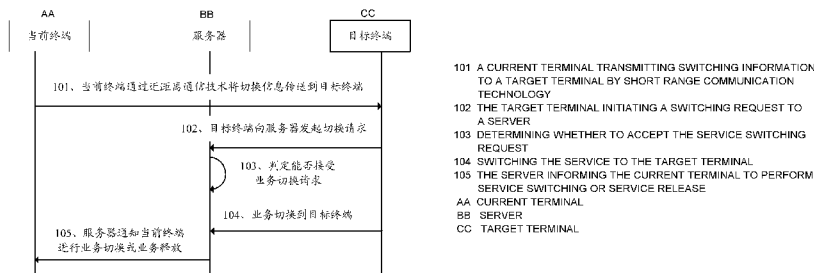 AA
BB
CC
当前终端
服务器
目标终端
101、当前终端通过近距离通信技术将切换信息传送到目标终端
102、目标终端向服务器发起切换请求
103、判定能否接受
业务切换请求
104、业务切换到目标终端
105、服务器通知当前终端
进行业务切换或业务释放
101 A CURRENT TERMINAL TRANSMITTING SWITCHING INFORMATION
TO A TARGET TERMINAL BY SHORT RANGE COMMUNICATION
TECHNOLOGY
102 THE TARGET TERMINAL INITIATING A SWITCHING REQUEST TO
A SERVER
103 DETERMINING WHETHER TO ACCEPT THE SERVICE SWITCHING
REQUEST
104 SWITCHING THE SERVICE TO THE TARGET TERMINAL
105 THE SERVER INFORMING THE CURRENT TERMINAL TO PERFORM
SERVICE SWITCHING OR SERVICE RELEASE
AA CURRENT TERMINAL
BB SERVER
CC TARGET TERMINAL